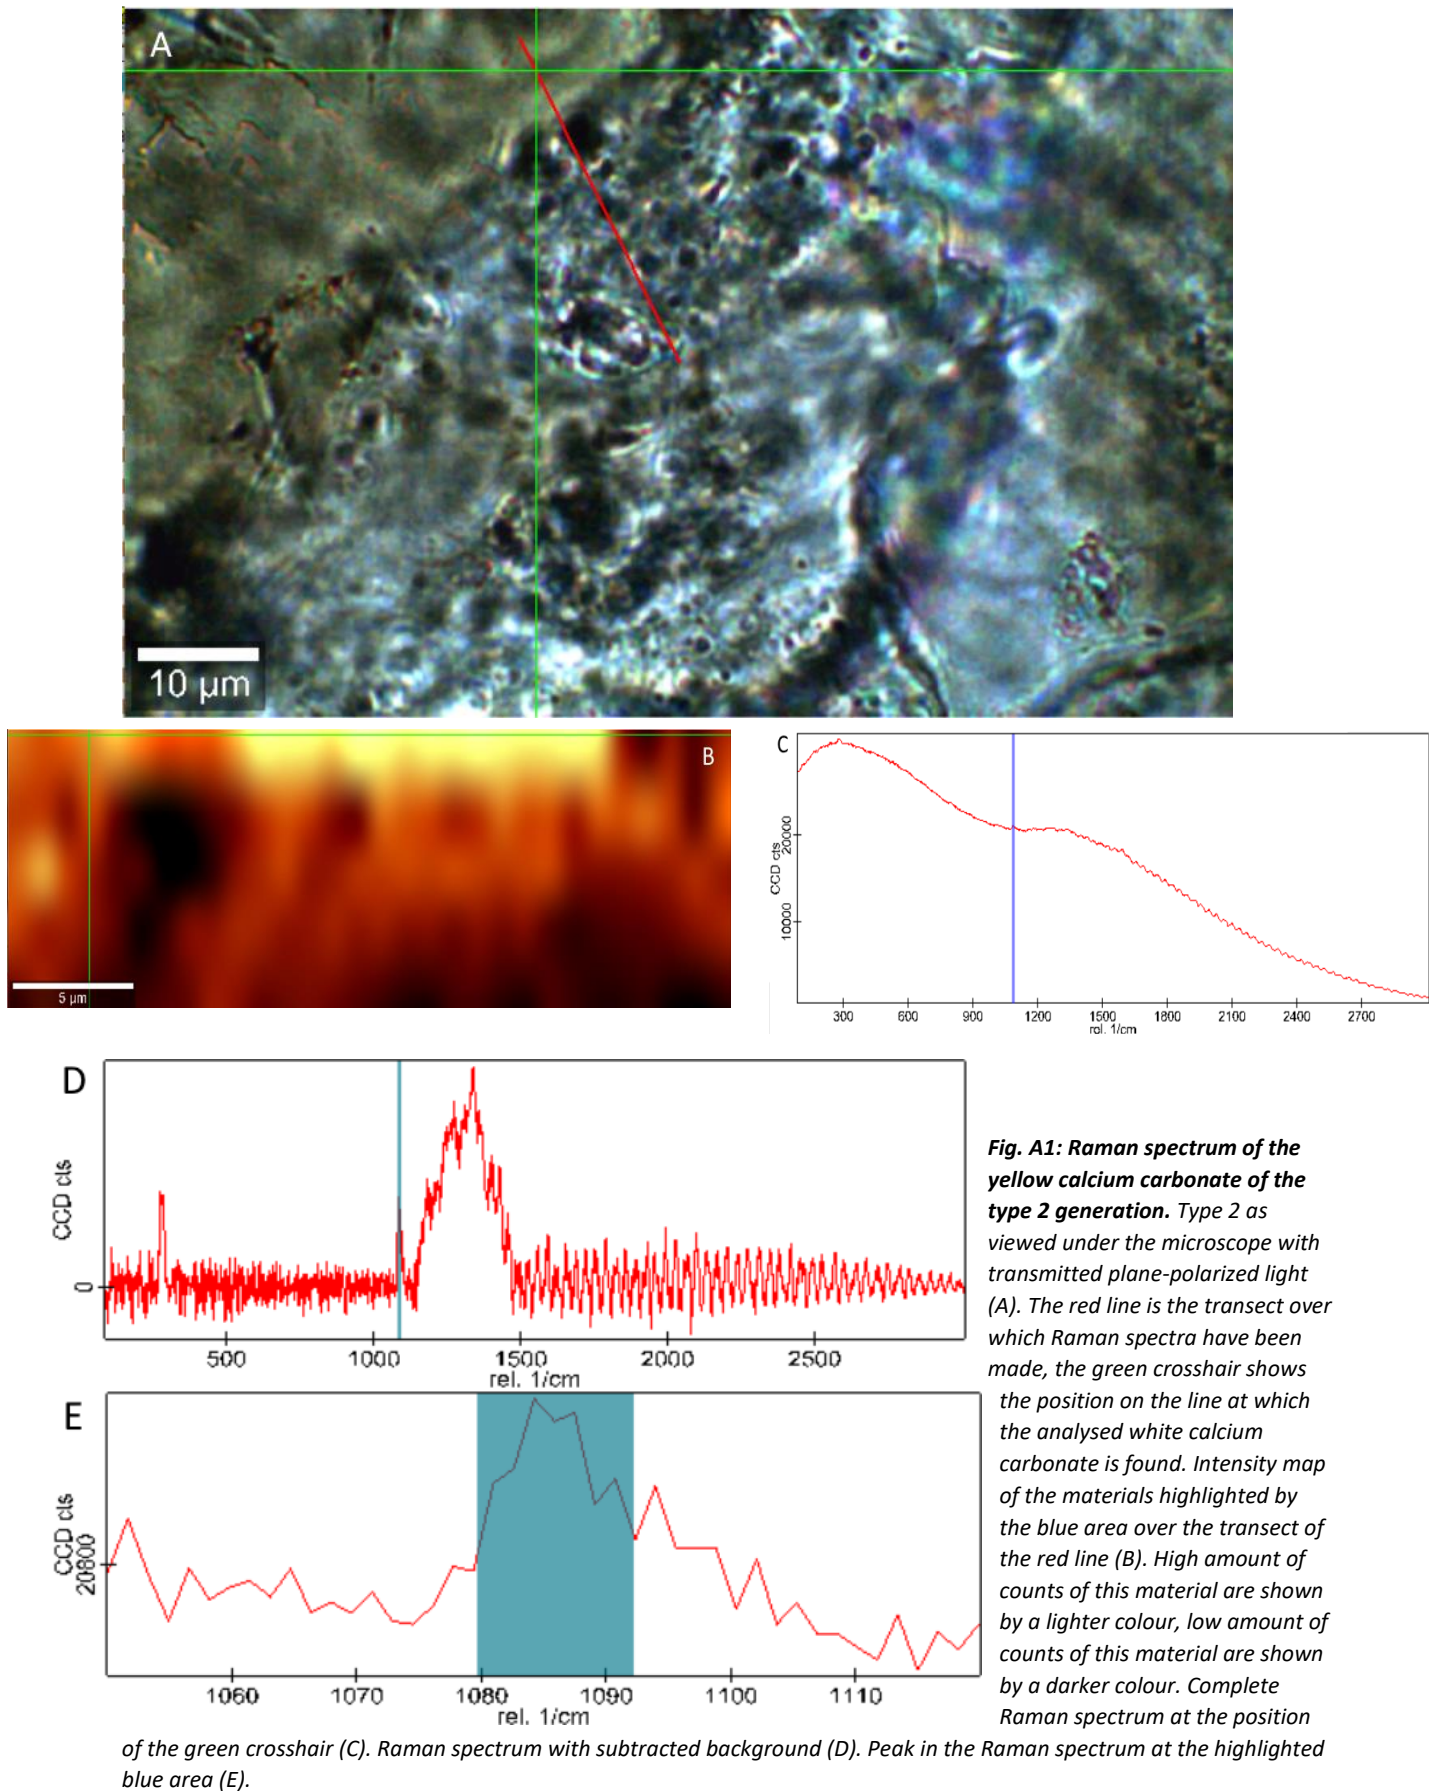 A
10 µm
B
5 µm
C
CCD cts
20000
10000
300 600 900 1200 1500 1800 2100 2400 2700
rel. 1/cm
D
CCD cts
0
500 1000 1500 2000 2500
rel. 1/cm
E
CCD cts
20800
1060 1070 1080 1090 1100 1110
rel. 1/cm
Fig. A1: Raman spectrum of the
yellow calcium carbonate of the
type 2 generation. Type 2 as
viewed under the microscope with
transmitted plane-polarized light
(A). The red line is the transect over
which Raman spectra have been
made, the green crosshair shows
the position on the line at which
the analysed white calcium
carbonate is found. Intensity map
of the materials highlighted by
the blue area over the transect of
the red line (B). High amount of
counts of this material are shown
by a lighter colour, low amount of
counts of this material are shown
by a darker colour. Complete
Raman spectrum at the position
of the green crosshair (C). Raman spectrum with subtracted background (D). Peak in the Raman spectrum at the highlighted
blue area (E).